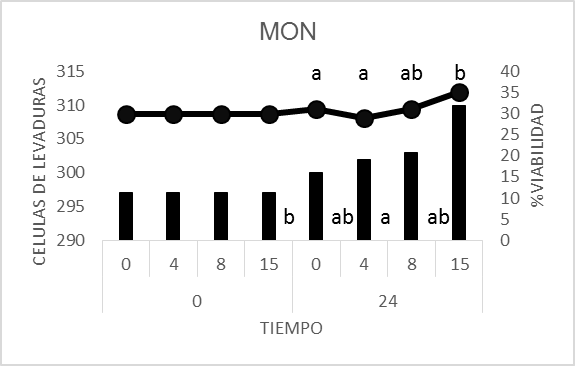 MON
CELULAS DE LEVADURAS
315
310
305
300
295
290
a a ab b
b ab a ab
40
35
30
25
20
15
10
5
0
%VIABILIDAD
0 4 8 15 0 4 8 15
0 24
TIEMPO